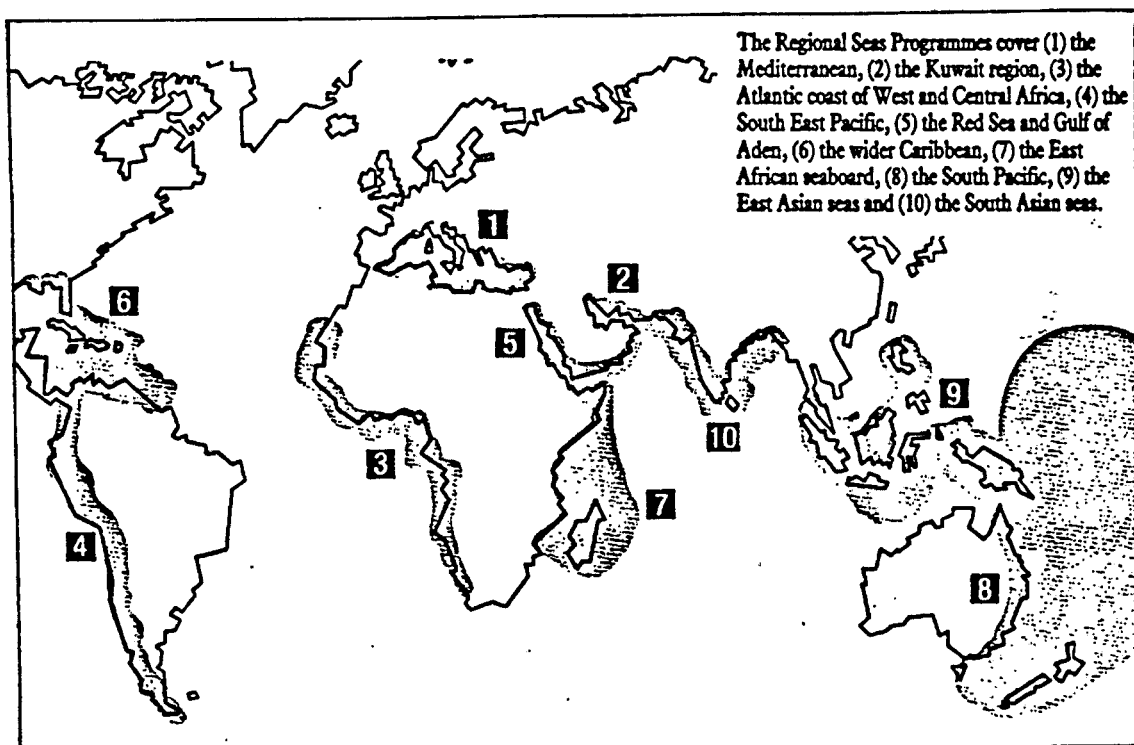 The Regional Seas Programmes cover (1) the
Mediterranean, (2) the Kuwait region, (3) the
Atlantic coast of West and Central Africa, (4) the
South East Pacific, (5) the Red Sea and Gulf of
Aden, (6) the wider Caribbean, (7) the East
African seaboard, (8) the South Pacific, (9) the
East Asian seas and (10) the South Asian seas.
1
2
6
5
9
10
3
7
4
8